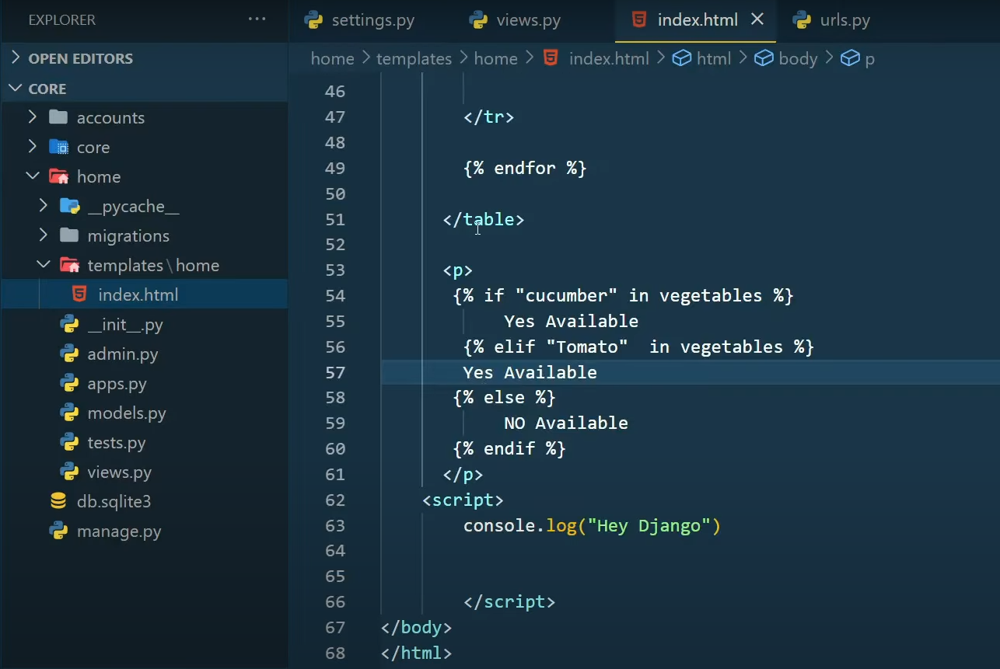 EXPLORER ···
OPEN EDITORS
CORE
accounts
core
home
__pycache__
migrations
templates\home
index.html
__init__.py
admin.py
apps.py
models.py
tests.py
views.py
db.sqlite3
manage.py
settings.py views.py index.html × urls.py
home > templates > home > index.html > html > body > p
46
47 </tr>
48
49 {% endfor %}
50
51 </table>
52
53 <p>
54 {% if "cucumber" in vegetables %}
55 Yes Available
56 {% elif "Tomato"  in vegetables %}
57 Yes Available
58 {% else %}
59 NO Available
60 {% endif %}
61 </p>
62 <script>
63 console.log("Hey Django")
64
65
66 </script>
67 </body>
68 </html>